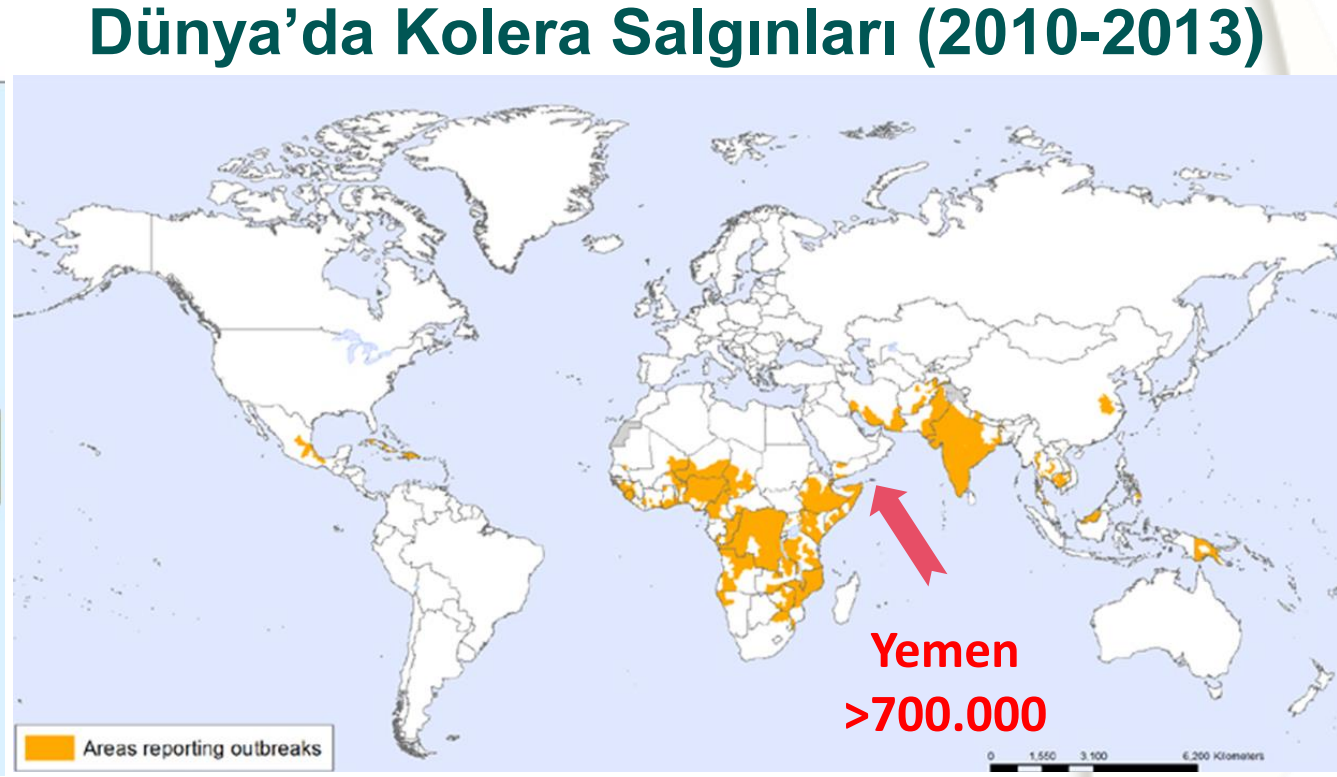 Dünya’da Kolera Salgınları (2010-2013)
Yemen
>700.000
Areas reporting outbreaks
0 1,550 3,100 6,200 Kilometers